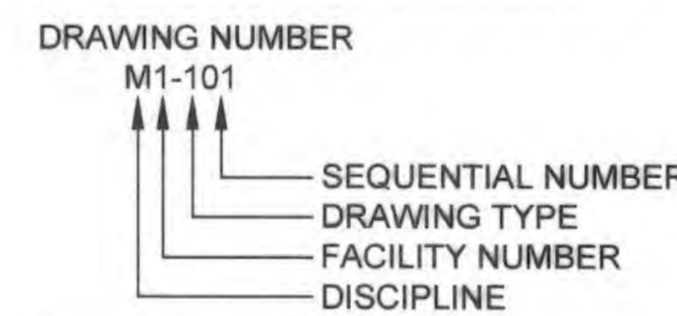 DRAWING NUMBER
M1-101
SEQUENTIAL NUMBER
DRAWING TYPE
FACILITY NUMBER
DISCIPLINE